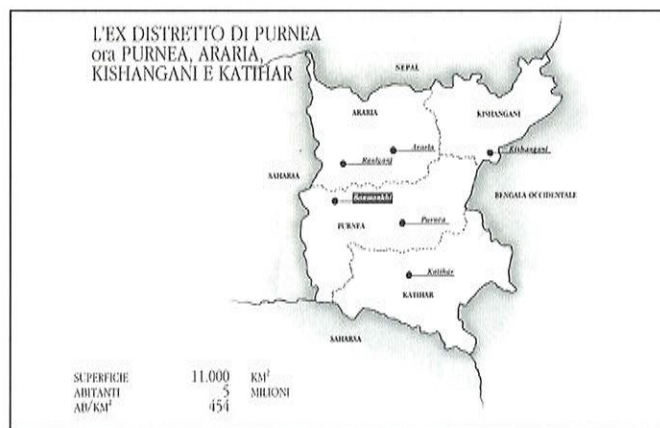 L'EX DISTRETTO DI PURNEA
ora PURNEA, ARARIA,
KISHANGANI E KATIHAR
NEPAL
ARARIA
KISHANGANI
Araria
Kishangani
Raniganj
SAHARSA
BENGALA OCCIDENTALE
Banmankhi
Purnea
PURNEA
Katihar
KATIHAR
SAHARSA
SUPERFICIE 11.000 KM²
ABITANTI 5 MILIONI
AB/KM² 454